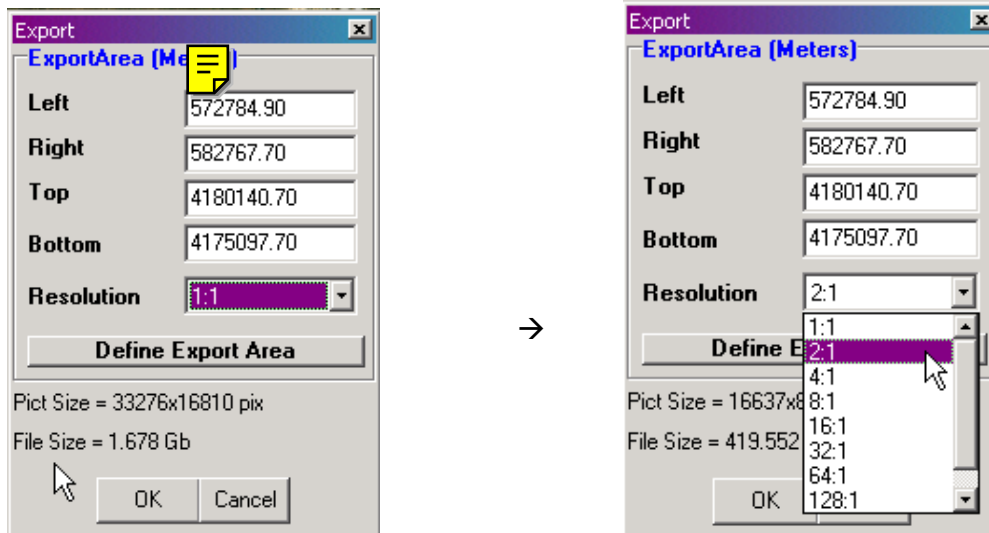 Export
ExportArea (Me )
Left 572784.90
Right 582767.70
Top 4180140.70
Bottom 4175097.70
Resolution 1:1
Define Export Area
Pict Size = 33276x16810 pix
File Size = 1.678 Gb
OK Cancel
→
Export
ExportArea (Meters)
Left 572784.90
Right 582767.70
Top 4180140.70
Bottom 4175097.70
Resolution 2:1
1:1
Define E
2:1
4:1
Pict Size = 16637x8
8:1
16:1
File Size = 419.552
32:1
64:1
OK
128:1